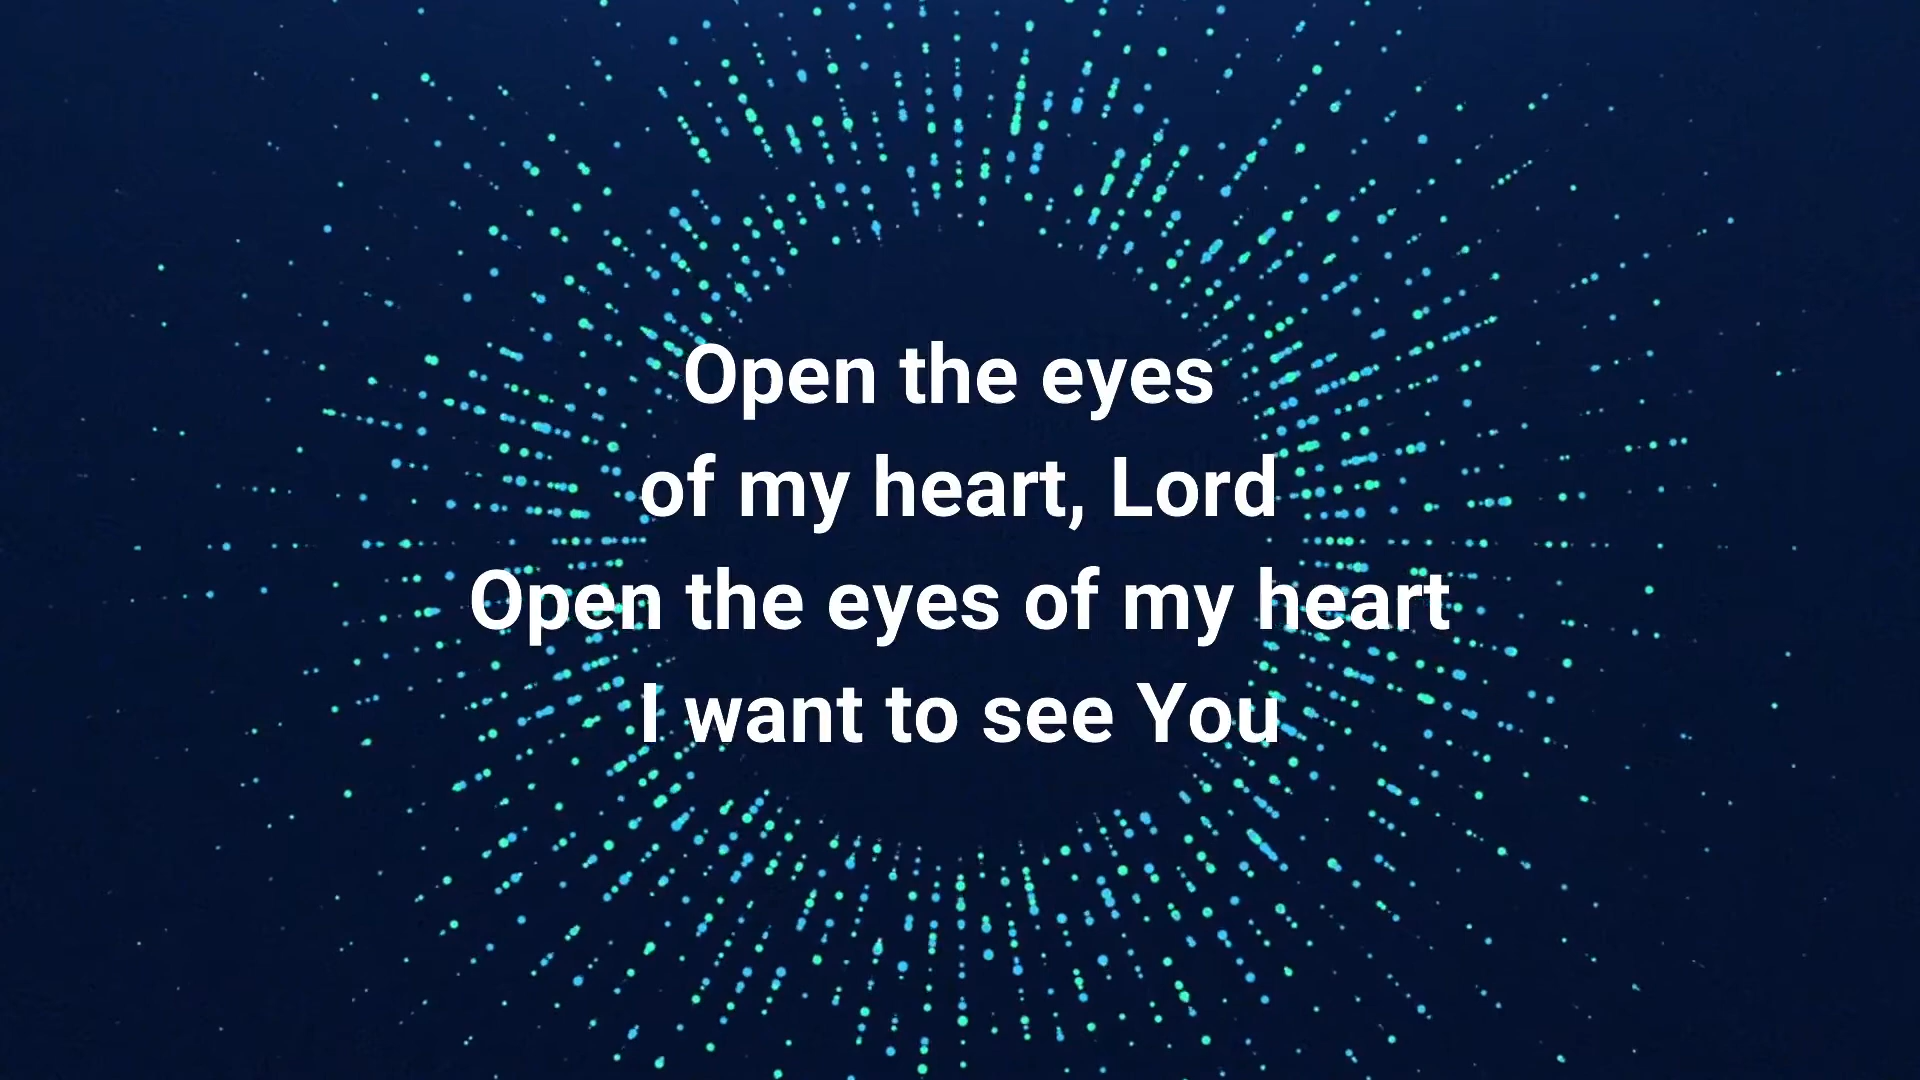 Open the eyes
of my heart, Lord
Open the eyes of my heart
I want to see You